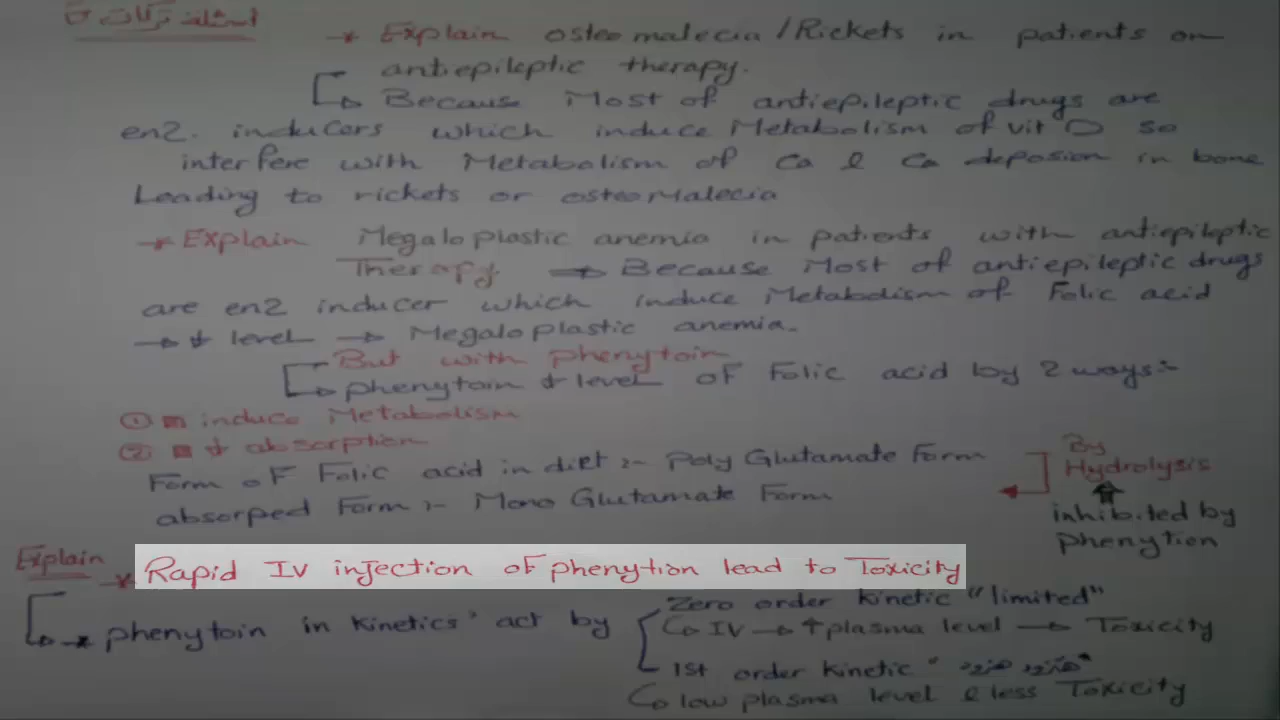 اسئلة تركات
* Explain osteomalecia/Rickets in patients on
antiepileptic therapy.
Because Most of antiepileptic drugs are
enz. inducers which induce Metabolism of vit D so
interfere with Metabolism of Ca & Ca deposion in bone
Leading to rickets or osteomalecia
* Explain Megaloplastic anemia in patients with antiepileptic
Therapy → Because Most of antiepileptic drugs
are enz inducer which induce Metabolism of Folic acid
→ ↓ level → Megaloplastic anemia.
But with phenytoin
phenytoin ↓ level of Folic acid by 2 ways:-
① induce Metabolism
② ↓ absorption
Form of Folic acid in diet :- Poly Glutamate Form
absorped Form :- Mono Glutamate Form
By
Hydrolysis
inhibited by
phenytion
Explain
* Rapid IV injection of phenytion lead to Toxicity
→ * phenytoin in kinetics act by
Zero order kinetic "limited"
IV → ↑ plasma level → Toxicity
1st order kinetic "
low plasma level & less Toxicity